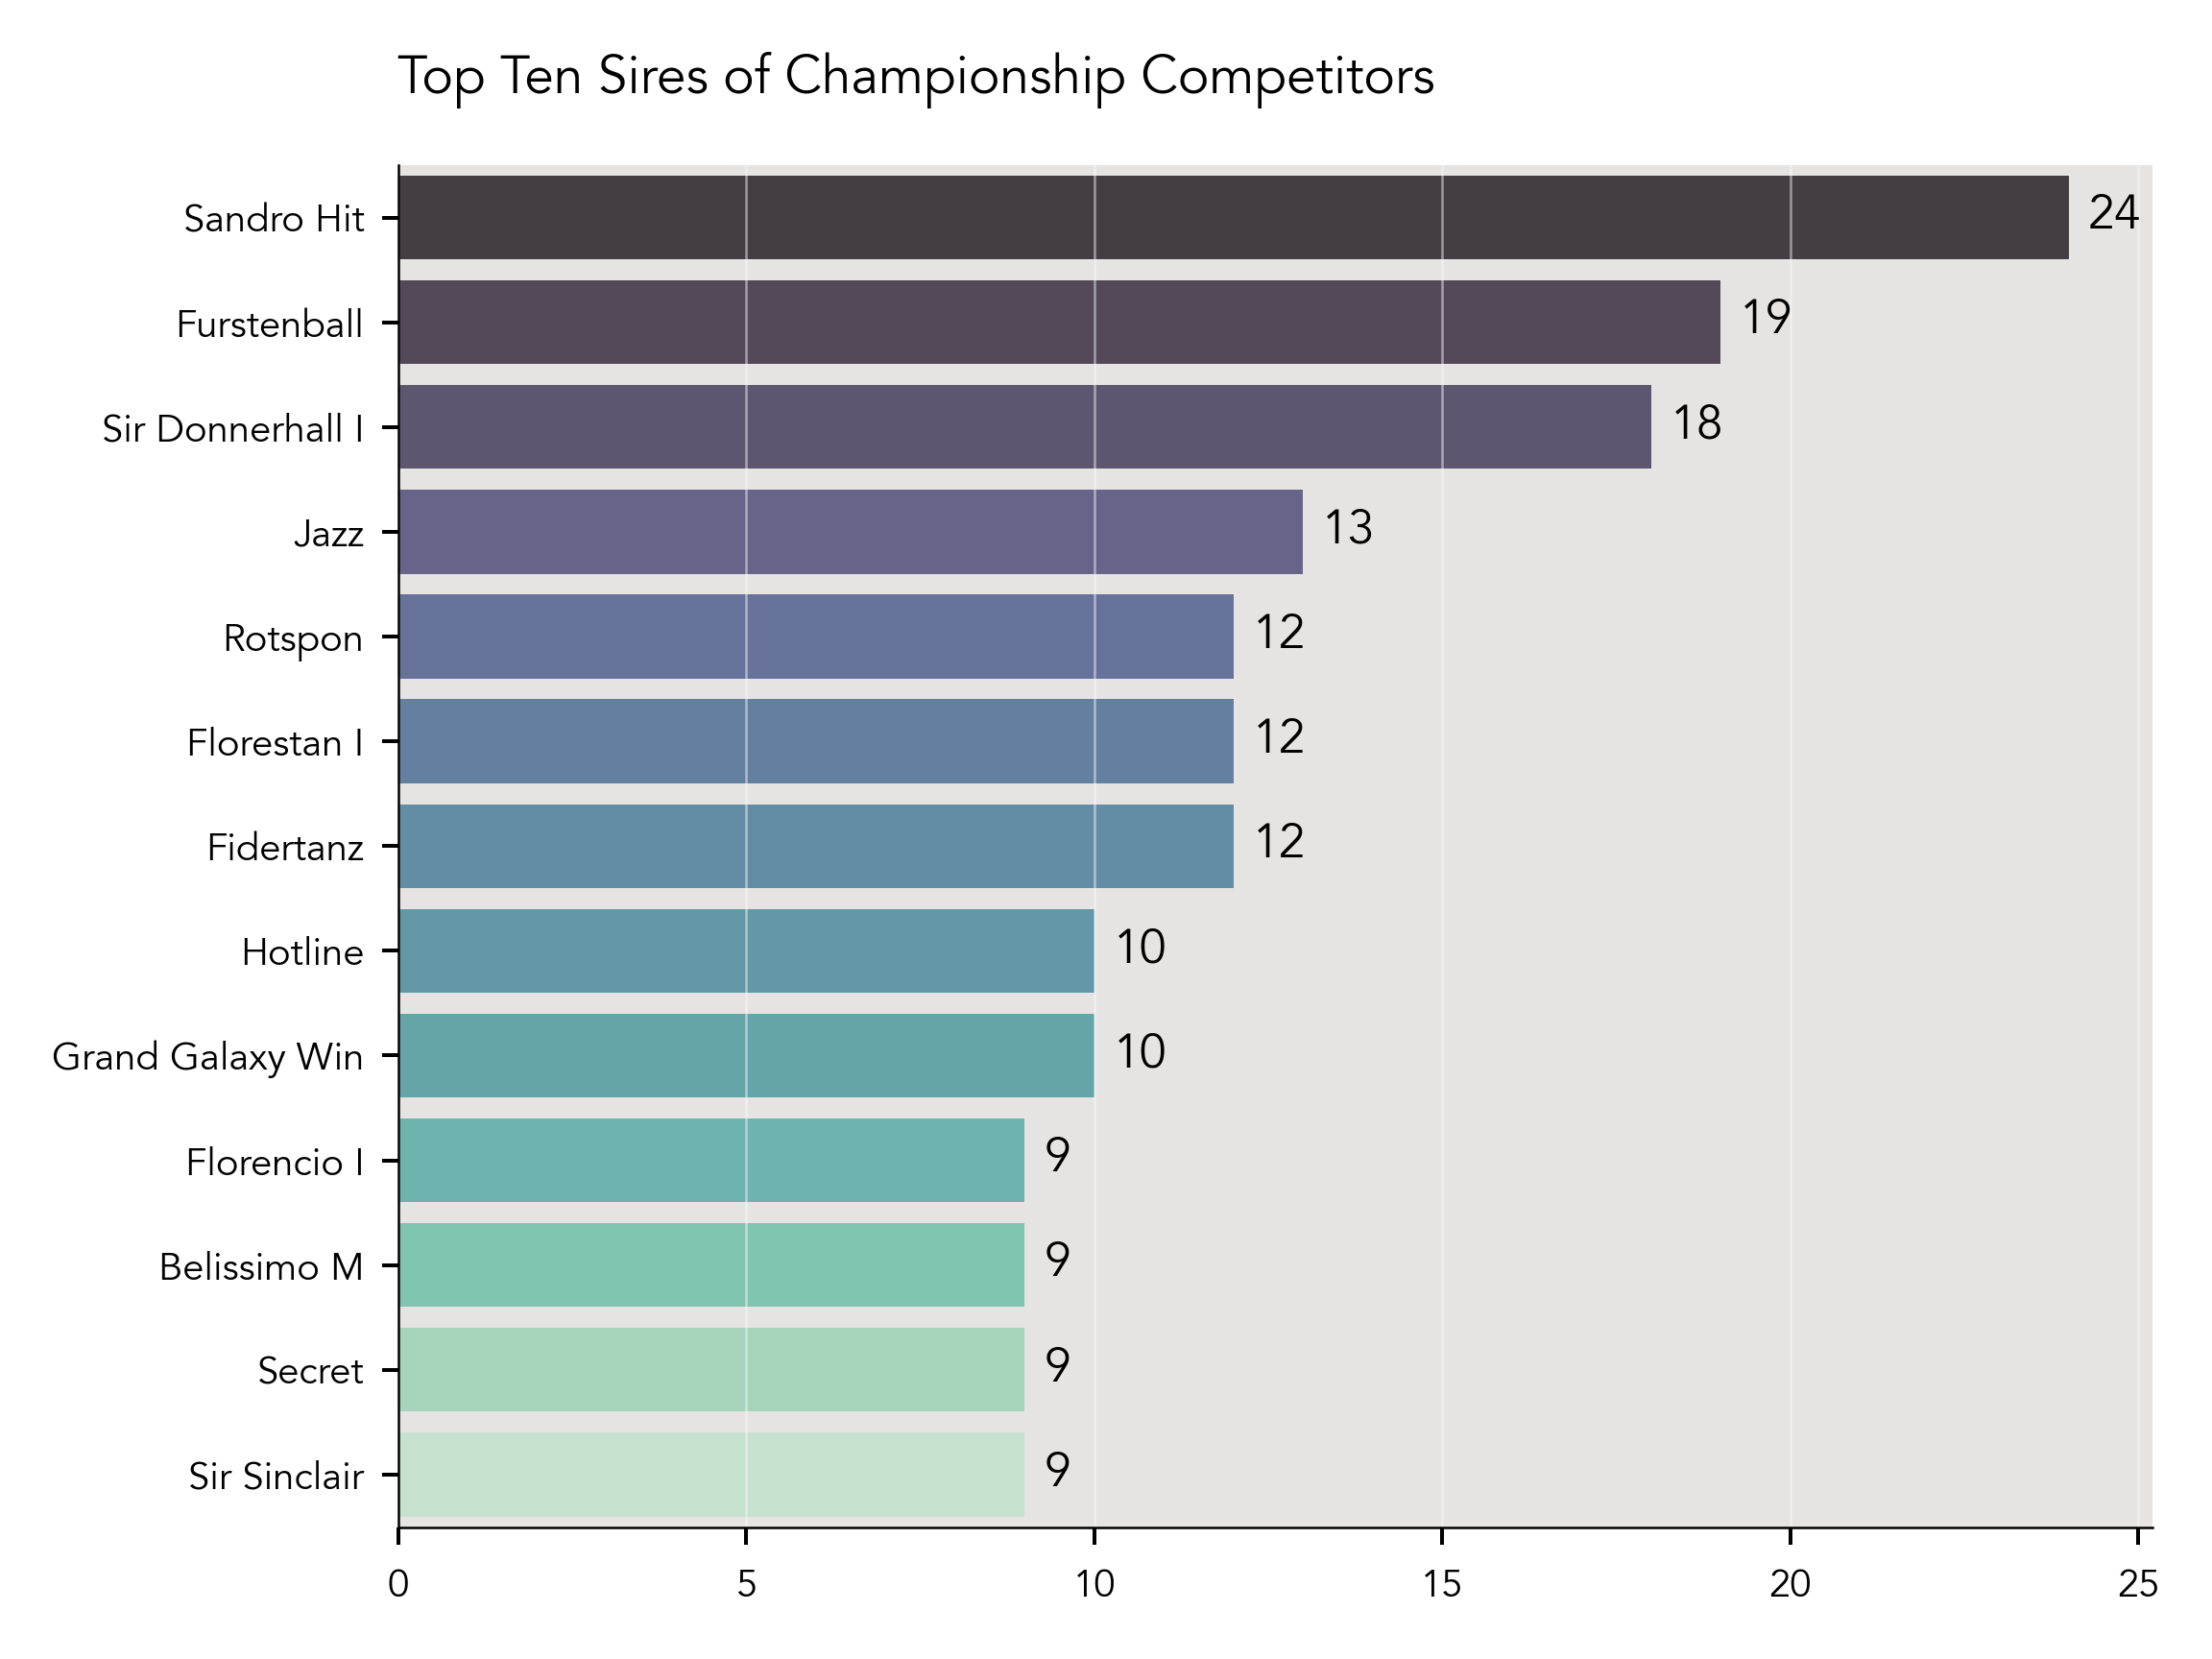 Top Ten Sires of Championship Competitors
Sandro Hit 24
Furstenball 19
Sir Donnerhall I 18
Jazz 13
Rotspon 12
Florestan I 12
Fidertanz 12
Hotline 10
Grand Galaxy Win 10
Florencio I 9
Belissimo M 9
Secret 9
Sir Sinclair 9
0 5 10 15 20 25